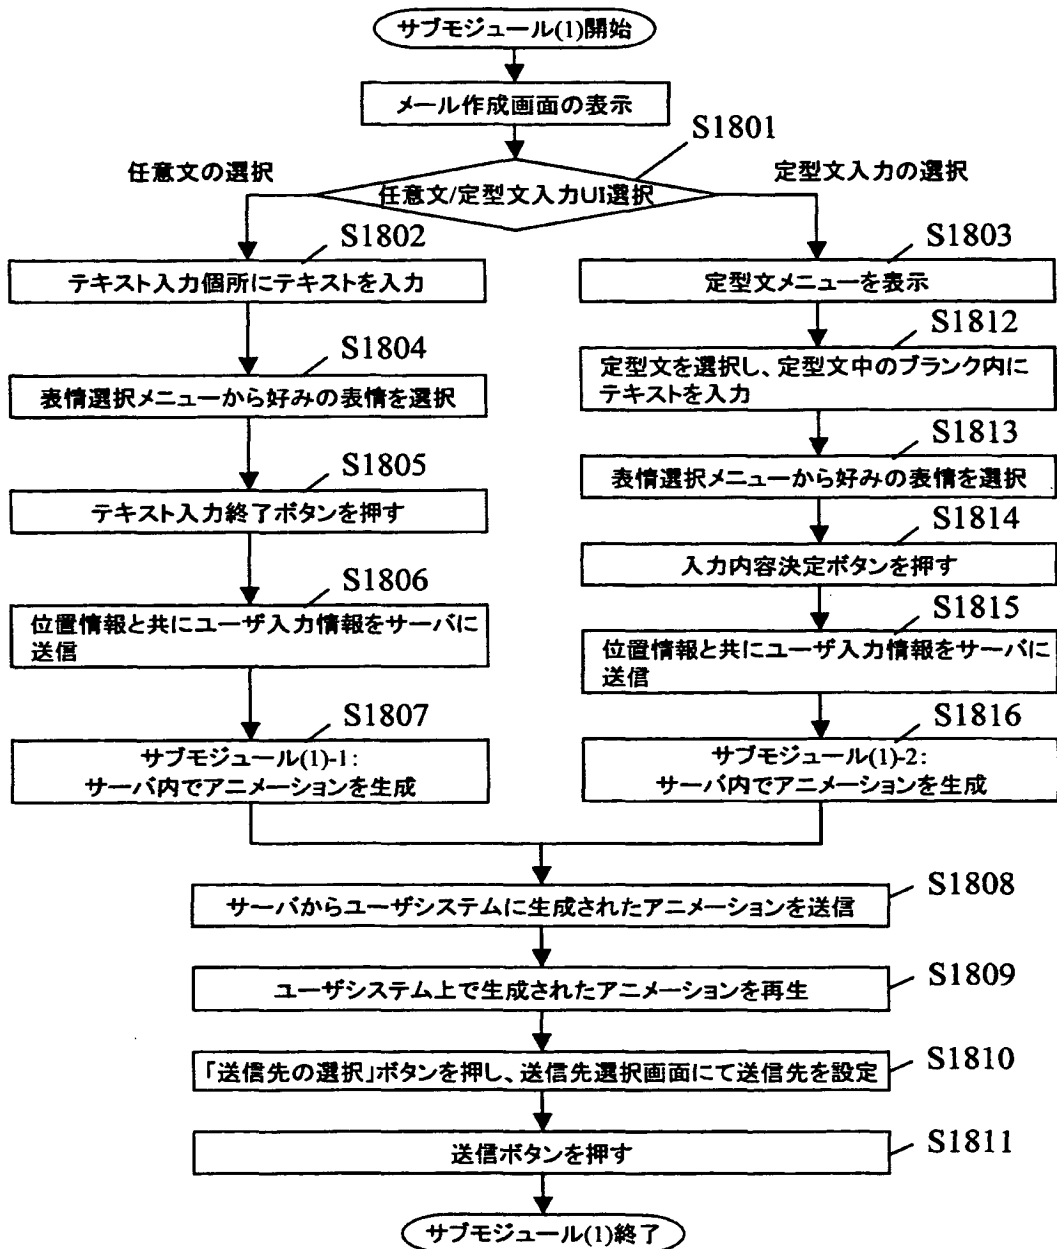 サブモジュール(1)開始
メール作成画面の表示
S1801
任意文の選択
定型文入力の選択
任意文/定型文入力UI選択
S1802
テキスト入力個所にテキストを入力
S1804
表情選択メニューから好みの表情を選択
S1805
テキスト入力終了ボタンを押す
S1806
位置情報と共にユーザ入力情報をサーバに
送信
S1807
サブモジュール(1)-1:
サーバ内でアニメーションを生成
S1803
定型文メニューを表示
S1812
定型文を選択し、定型文中のブランク内に
テキストを入力
S1813
表情選択メニューから好みの表情を選択
S1814
入力内容決定ボタンを押す
S1815
位置情報と共にユーザ入力情報をサーバに
送信
S1816
サブモジュール(1)-2:
サーバ内でアニメーションを生成
S1808
サーバからユーザシステムに生成されたアニメーションを送信
S1809
ユーザシステム上で生成されたアニメーションを再生
S1810
「送信先の選択」ボタンを押し、送信先選択画面にて送信先を設定
S1811
送信ボタンを押す
サブモジュール(1)終了